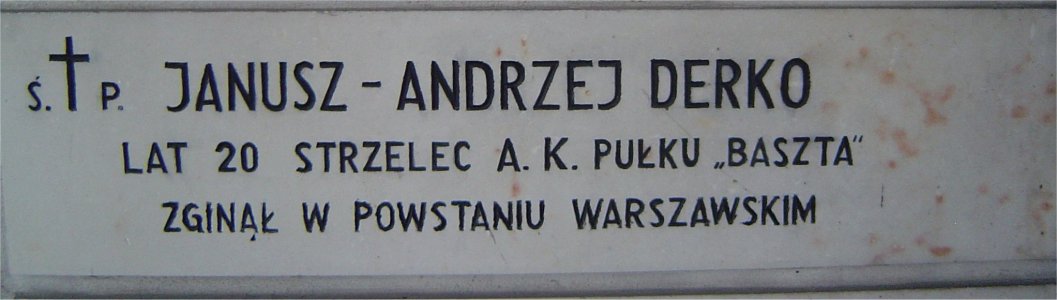 Ś.✝P. JANUSZ - ANDRZEJ DERKO
LAT 20 STRZELEC A. K. PUŁKU „BASZTA“
ZGINĄŁ W POWSTANIU WARSZAWSKIM